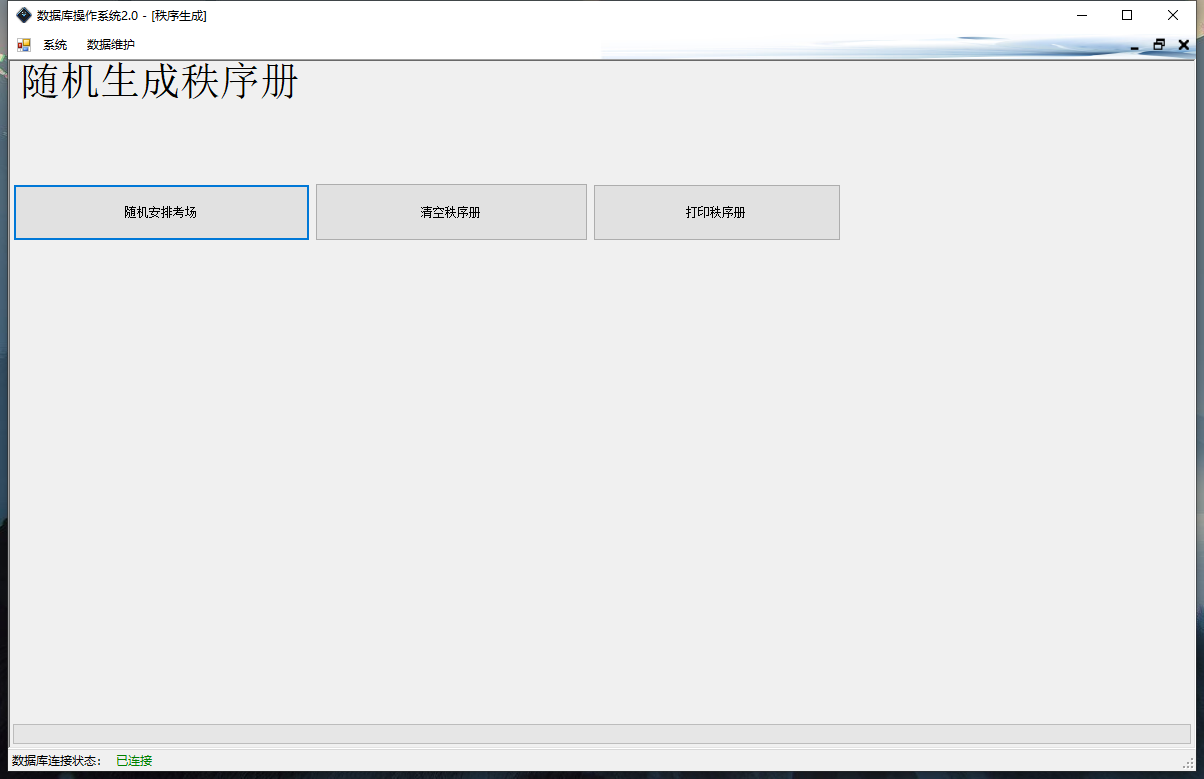 数据库操作系统2.0 - [秩序生成]
系统 数据维护
随机生成秩序册
随机安排考场 清空秩序册 打印秩序册
数据库连接状态： 已连接